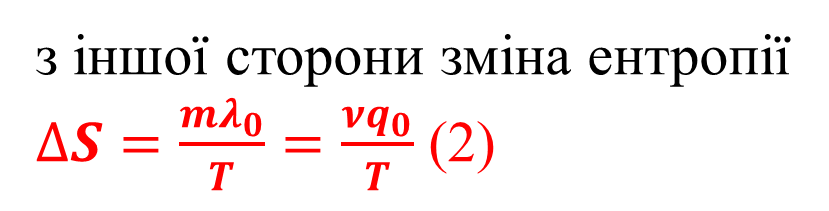 з іншої сторони зміна ентропії
Δ𝑺 = 𝒎𝝀₀/𝑻 = 𝝂𝒒₀/𝑻 (2)